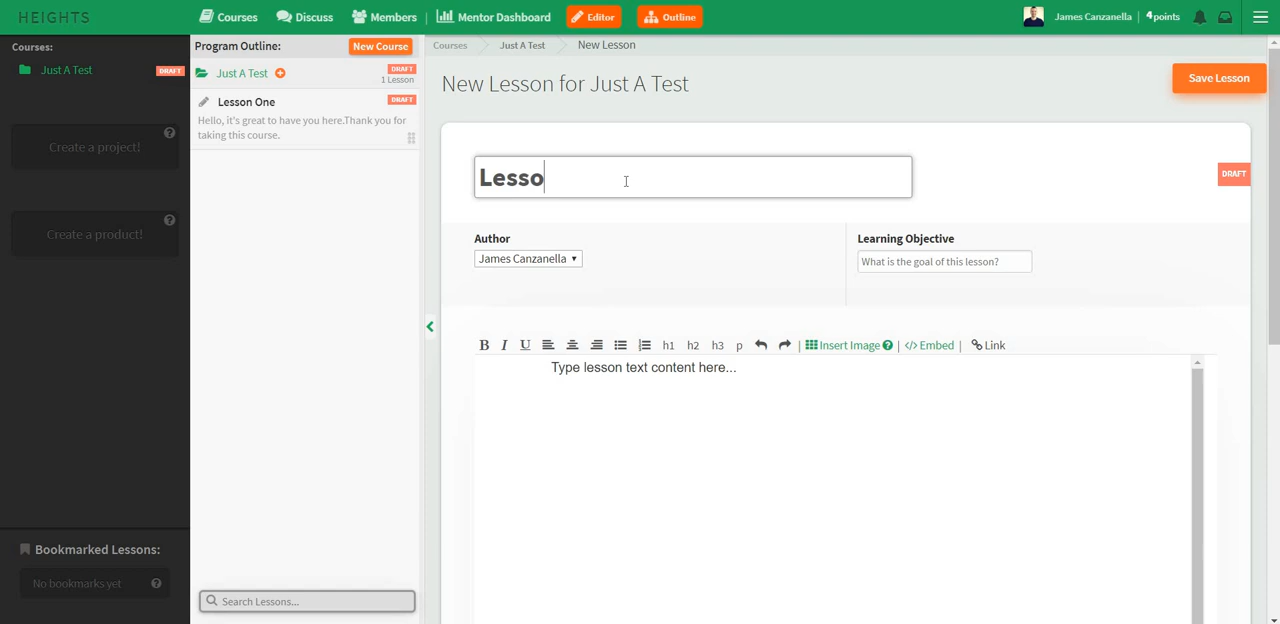 HEIGHTS
Courses
Discuss
Members
Mentor Dashboard
Editor
Outline
James Canzanella
4 points
Courses:
Just A Test
DRAFT
Create a project!
Create a product!
Bookmarked Lessons:
No bookmarks yet
Program Outline:
New Course
Just A Test
DRAFT
1 Lesson
Lesson One
DRAFT
Hello, it's great to have you here.Thank you for
taking this course.
Search Lessons...
Courses
Just A Test
New Lesson
New Lesson for Just A Test
Save Lesson
Lesso
DRAFT
Author
James Canzanella
Learning Objective
What is the goal of this lesson?
B I U h1 h2 h3 p | Insert Image | </> Embed | Link
Type lesson text content here...